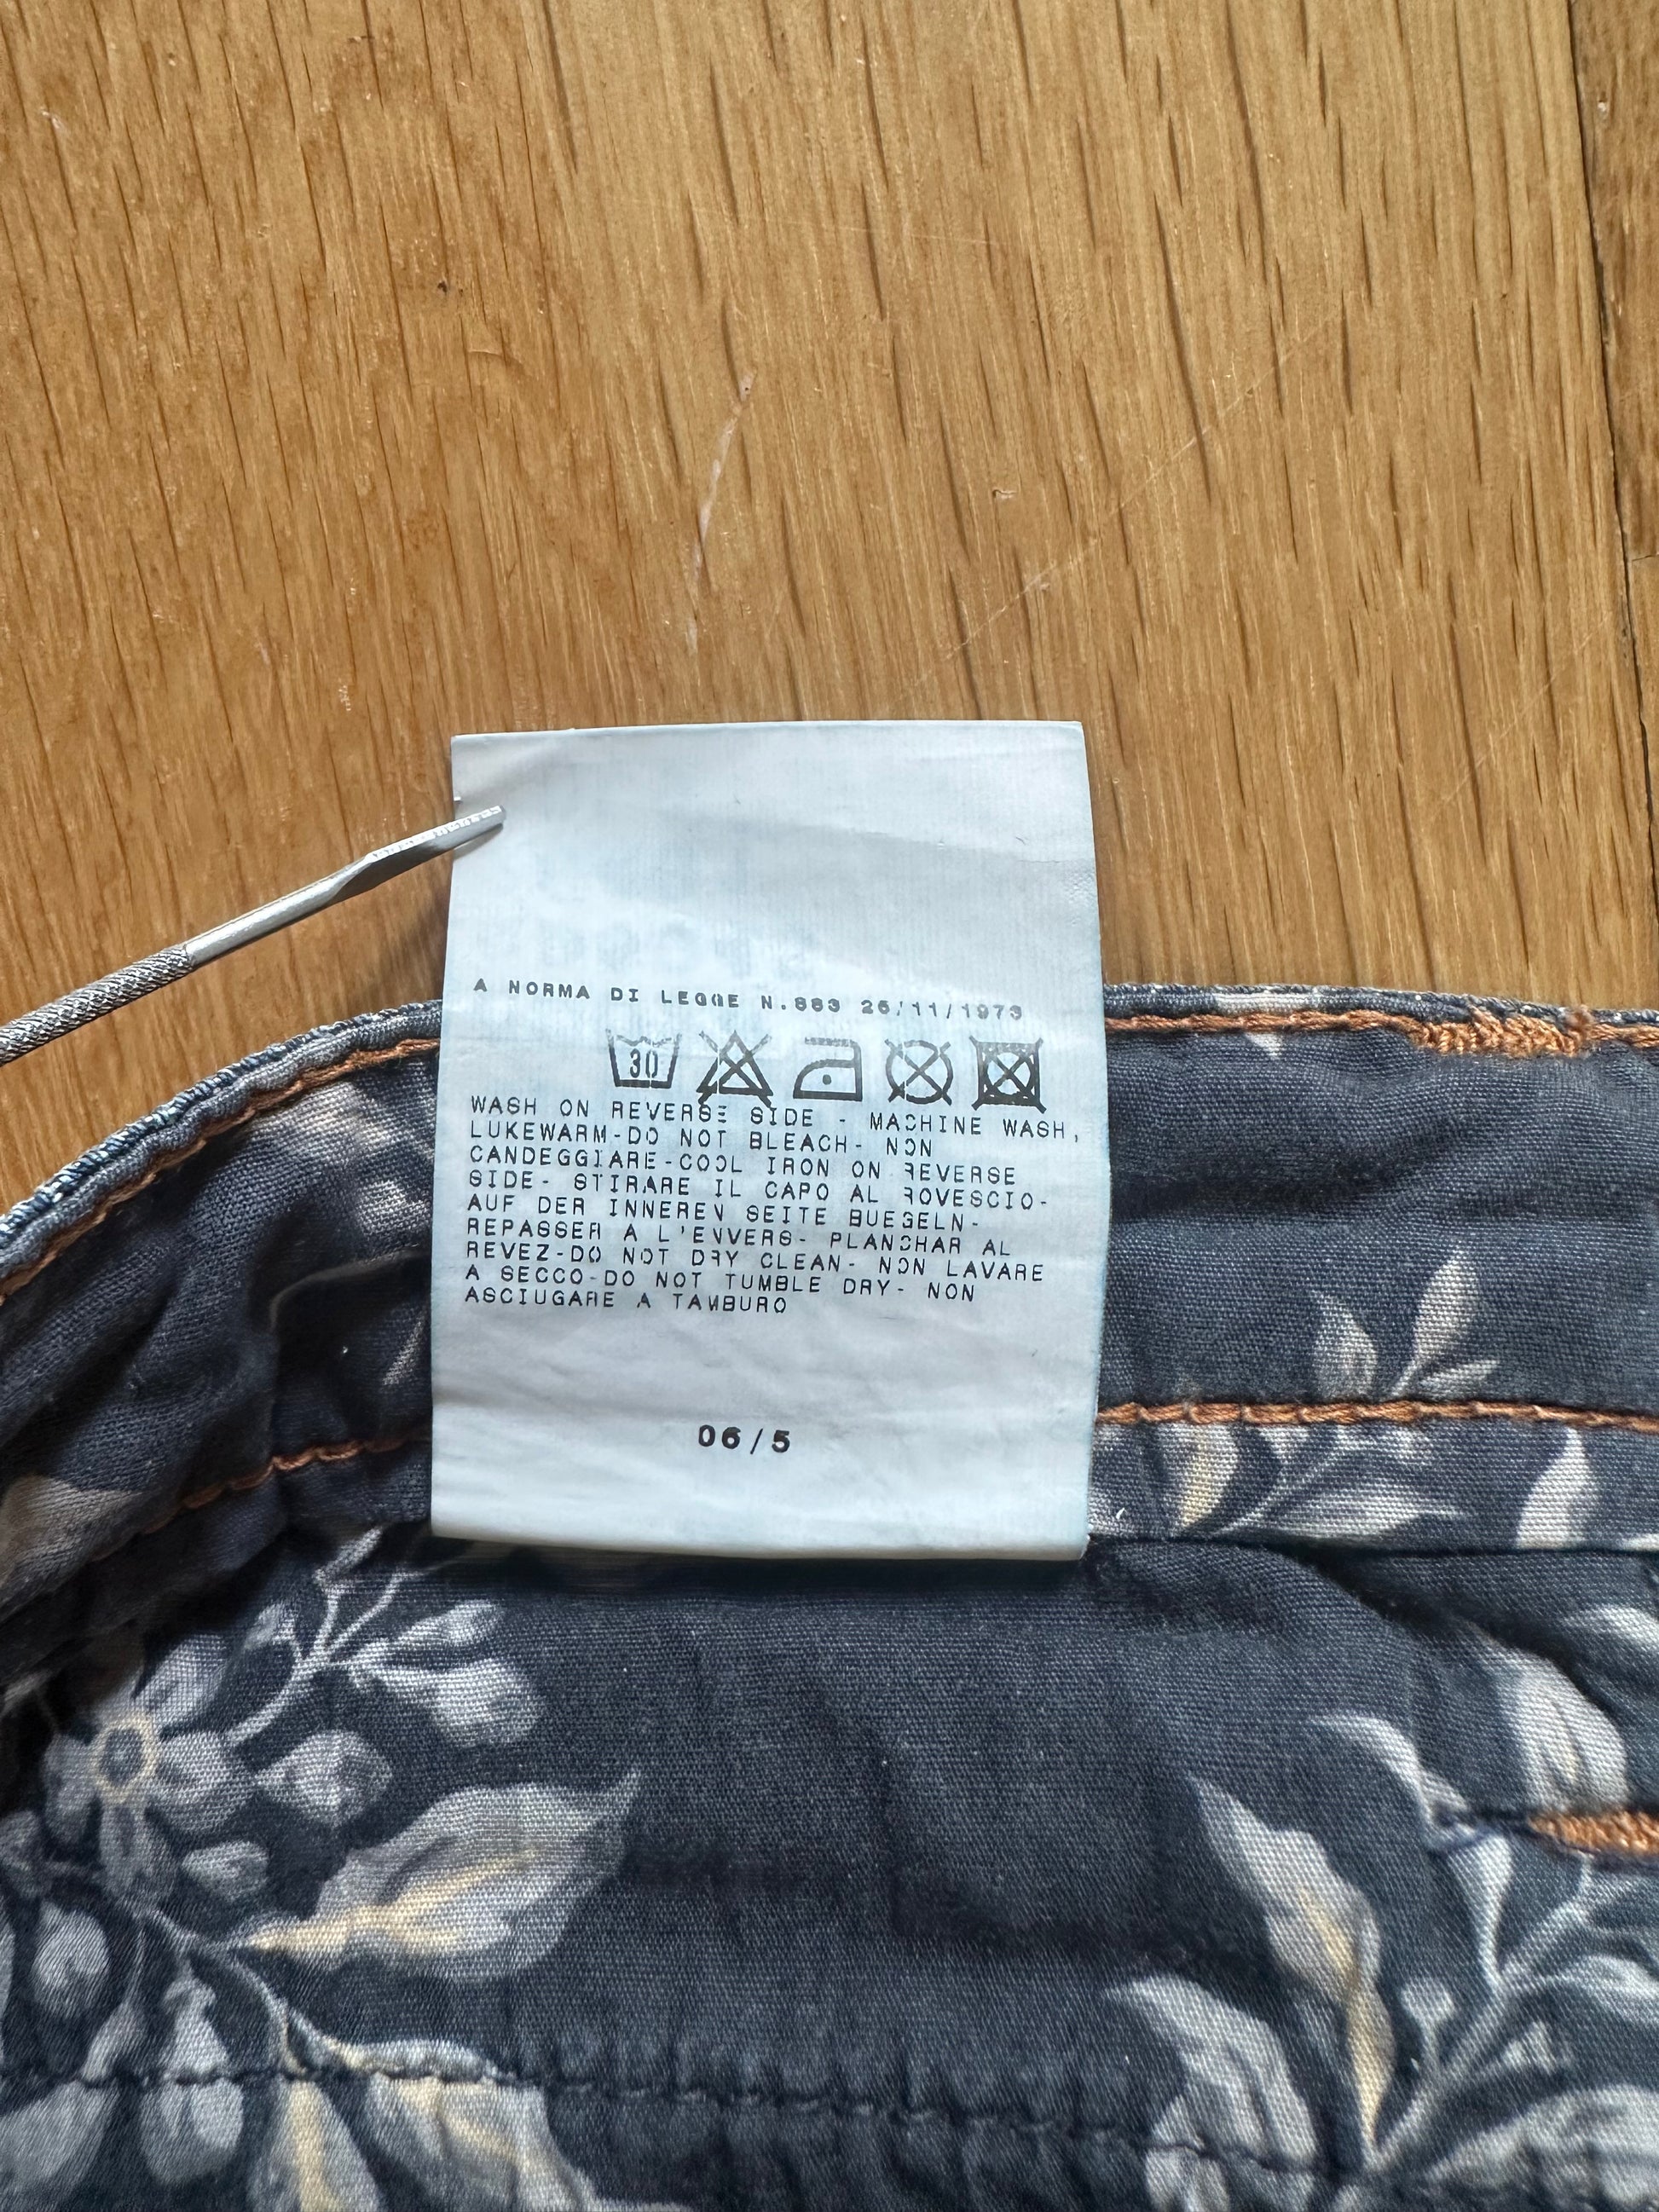 A NORMA DI LEGGE N.883 26/11/1973
30
WASH ON REVERSE SIDE - MACHINE WASH,
LUKEWARM-DO NOT BLEACH- NON
CANDEGGIARE-COOL IRON ON REVERSE
SIDE- STIRARE IL CAPO AL ROVESCIO-
AUF DER INNEREN SEITE BUEGELN-
REPASSER A L'ENVERS- PLANCHAR AL
REVEZ-DO NOT DRY CLEAN- NON LAVARE
A SECCO-DO NOT TUMBLE DRY- NON
ASCIUGARE A TAMBURO
06/5